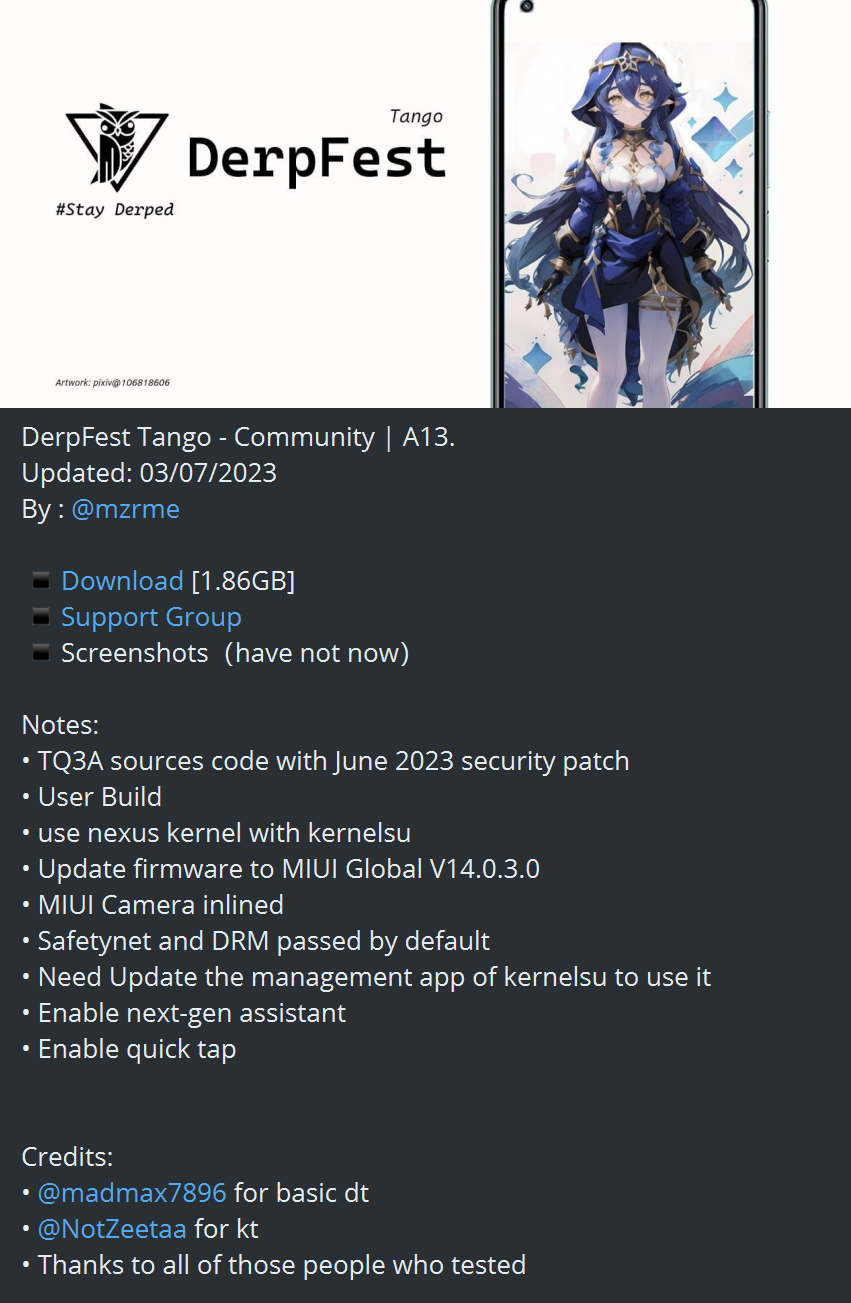 Tango
DerpFest
#Stay Derped
Artwork: pixiv@106818606
DerpFest Tango - Community | A13.
Updated: 03/07/2023
By : @mzrme
▪ Download [1.86GB]
▪ Support Group
▪ Screenshots（have not now）
Notes:
• TQ3A sources code with June 2023 security patch
• User Build
• use nexus kernel with kernelsu
• Update firmware to MIUI Global V14.0.3.0
• MIUI Camera inlined
• Safetynet and DRM passed by default
• Need Update the management app of kernelsu to use it
• Enable next-gen assistant
• Enable quick tap
Credits:
• @madmax7896 for basic dt
• @NotZeetaa for kt
• Thanks to all of those people who tested